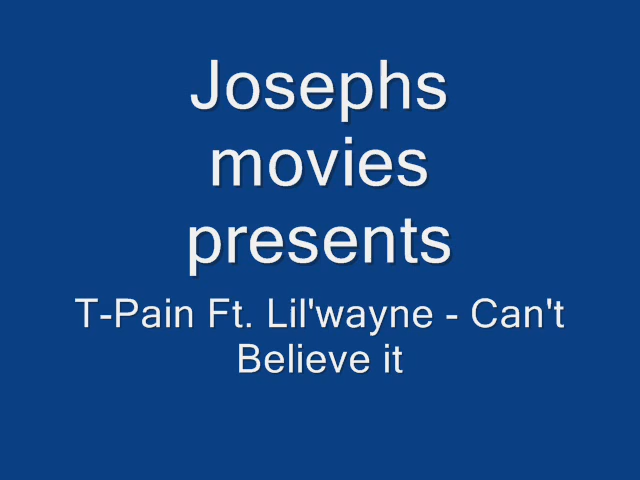 Josephs
movies
presents
T-Pain Ft. Lil'wayne - Can't
Believe it